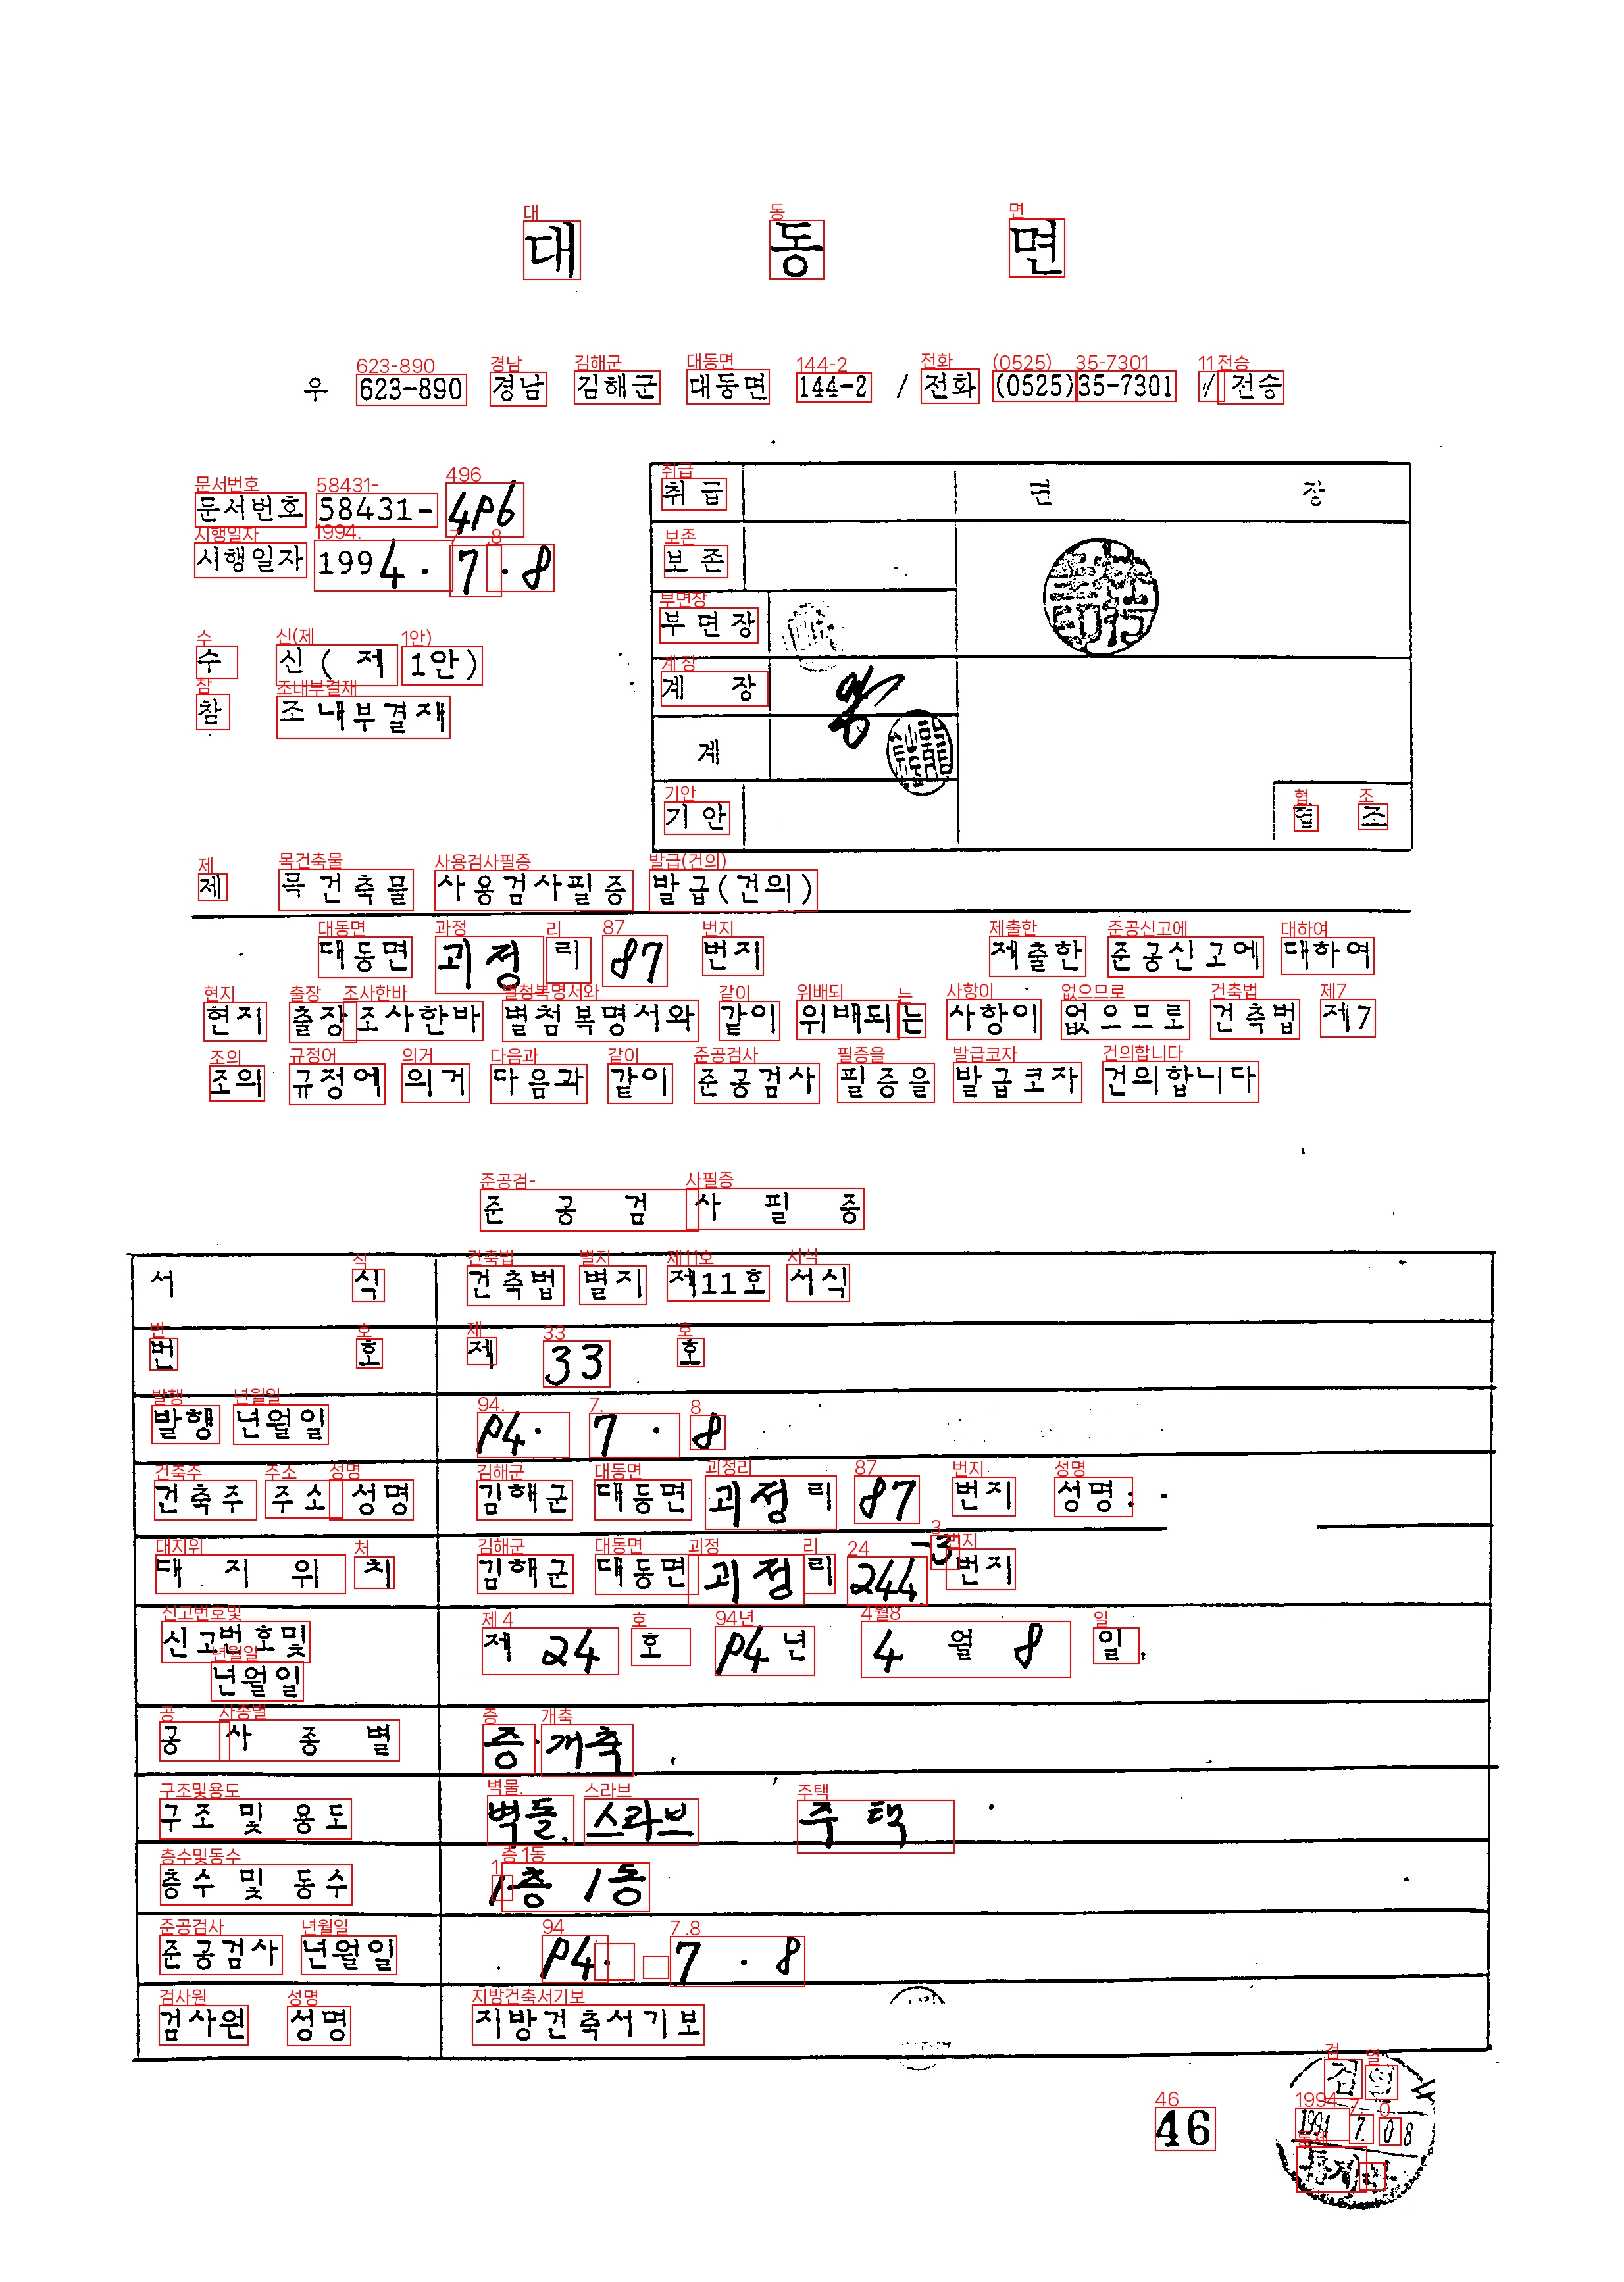 대 동 면
우 623-890 경남 김해군 대동면 144-2 / 전화 (0525)35-7301 / 전승
문서번호 58431-496
시행일자 1994. 7. 8
수 신 ( 제 1안)
참 조 내부결재
취 급
면 장
보 존
부 면 장
계 장
계
기 안
협 조
제 목 건축물 사용검사필증 발급(건의)
대동면 괴정 리 87 번지 제출한 준공신고에 대하여
현지 출장 조사한바 별첨 복명서와 같이 위배되는 사항이 없으므로 건축법 제7
조의 규정에 의거 다음과 같이 준공검사 필증을 발급코자 건의합니다
준 공 검 사 필 증
서 식 건축법 별지 제11호 서식
번 호 제 33 호
발행 년월일 94. 7. 8
건축주 주소 성명 김해군 대동면 괴정리 87 번지 성명:
대 지 위 치 김해군 대동면 괴정리 244-3 번지
신고번호및 년월일 제 24 호 94년 4월 8일.
공 사 종 별 증·개축
구조 및 용도 벽돌. 스라브 주택
층수 및 동수 1층 1동
준공검사 년월일 94. 7. 8
검사원 성명 지방건축서기보
46
검 열
1994 7. 08
통제관